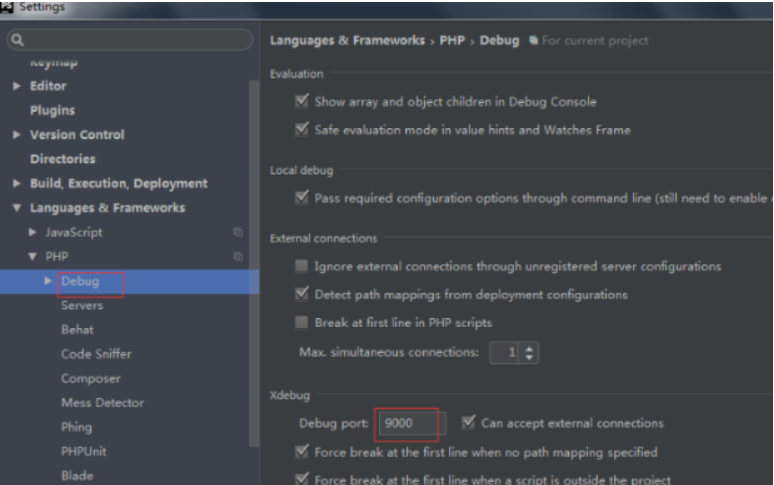 Settings
Keymap
Editor
Plugins
Version Control
Directories
Build, Execution, Deployment
Languages & Frameworks
JavaScript
PHP
Debug
Servers
Behat
Code Sniffer
Composer
Mess Detector
Phing
PHPUnit
Blade
Languages & Frameworks › PHP › Debug For current project
Evaluation
Show array and object children in Debug Console
Safe evaluation mode in value hints and Watches Frame
Local debug
Pass required configuration options through command line (still need to enable
External connections
Ignore external connections through unregistered server configurations
Detect path mappings from deployment configurations
Break at first line in PHP scripts
Max. simultaneous connections: 1
Xdebug
Debug port: 9000 Can accept external connections
Force break at the first line when no path mapping specified
Force break at the first line when a script is outside the project